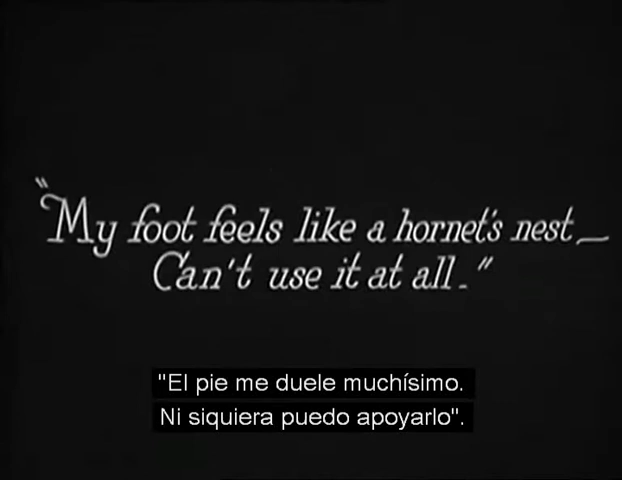 "My foot feels like a hornet's nest—
Can't use it at all."
"El pie me duele muchísimo.
Ni siquiera puedo apoyarlo".